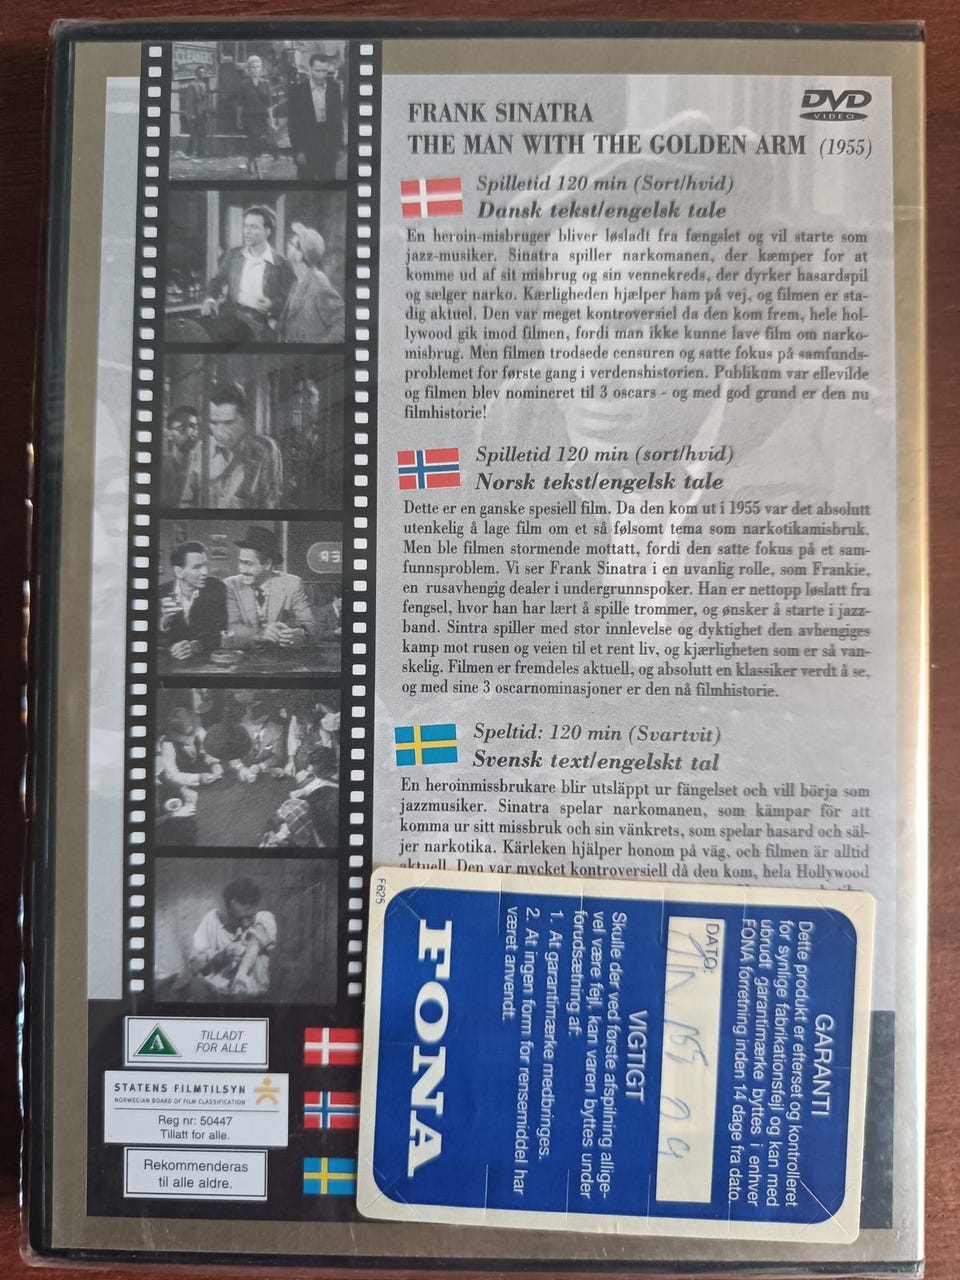 DVD
VIDEO
FRANK SINATRA
THE MAN WITH THE GOLDEN ARM (1955)
Spilletid 120 min (Sort/hvid)
Dansk tekst/engelsk tale
En heroin-misbruger bliver løsladt fra fængslet og vil starte som
jazz-musiker. Sinatra spiller narkomanen, der kæmper for at
komme ud af sit misbrug og sin vennekreds, der dyrker hasardspil
og sælger narko. Kærligheden hjælper ham på vej, og filmen er sta-
dig aktuel. Den var meget kontroversiel da den kom frem, hele hol-
lywood gik imod filmen, fordi man ikke kunne lave film om narko-
misbrug. Men filmen trodsede censuren og satte fokus på samfunds-
problemet for første gang i verdenshistorien. Publikum var ellevilde
og filmen blev nomineret til 3 oscars - og med god grund er den nu
filmhistorie!
Spilletid 120 min (sort/hvid)
Norsk tekst/engelsk tale
Dette er en ganske spesiell film. Da den kom ut i 1955 var det absolutt
utenkelig å lage film om et så følsomt tema som narkotikamisbruk.
Men ble filmen stormende mottatt, fordi den satte fokus på et sam-
funnsproblem. Vi ser Frank Sinatra i en uvanlig rolle, som Frankie,
en rusavhengig dealer i undergrunnspoker. Han er nettopp løslatt fra
fengsel, hvor han har lært å spille trommer, og ønsker å starte i jazz-
band. Sintra spiller med stor innlevelse og dyktighet den avhengiges
kamp mot rusen og veien til et rent liv, og kjærligheten som er så van-
skelig. Filmen er fremdeles aktuell, og absolutt en klassiker verdt å se,
og med sine 3 oscarnominasjoner er den nå filmhistorie.
Speltid: 120 min (Svartvit)
Svensk text/engelskt tal
En heroinmissbrukare blir utsläppt ur fängelset och vill börja som
jazzmusiker. Sinatra spelar narkomanen, som kämpar för att
komma ur sitt missbruk och sin vänkrets, som spelar hasard och säl-
jer narkotika. Kärleken hjälper honom på väg, och filmen är alltid
aktuell. Den var mycket kontroversiell då den kom, hela Hollywood
A
TILLADT
FOR ALLE
STATENS FILMTILSYN
NORWEGIAN BOARD OF FILM CLASSIFICATION
Reg nr: 50447
Tillatt for alle.
Rekommenderas
til alle aldre.
F625
GARANTI
Dette produkt er efterset og kontrolleret
for synlige fabrikationsfejl og kan med
ubrudt garantimærke byttes i enhver
FONA forretning inden 14 dage fra dato.
DATO:
VIGTIGT
Skulle der ved første afspilning allige-
vel være fejl, kan varen byttes under
forudsætning af:
1. At garantimærke medbringes.
2. At ingen form for rensemiddel har
været anvendt.
FONA